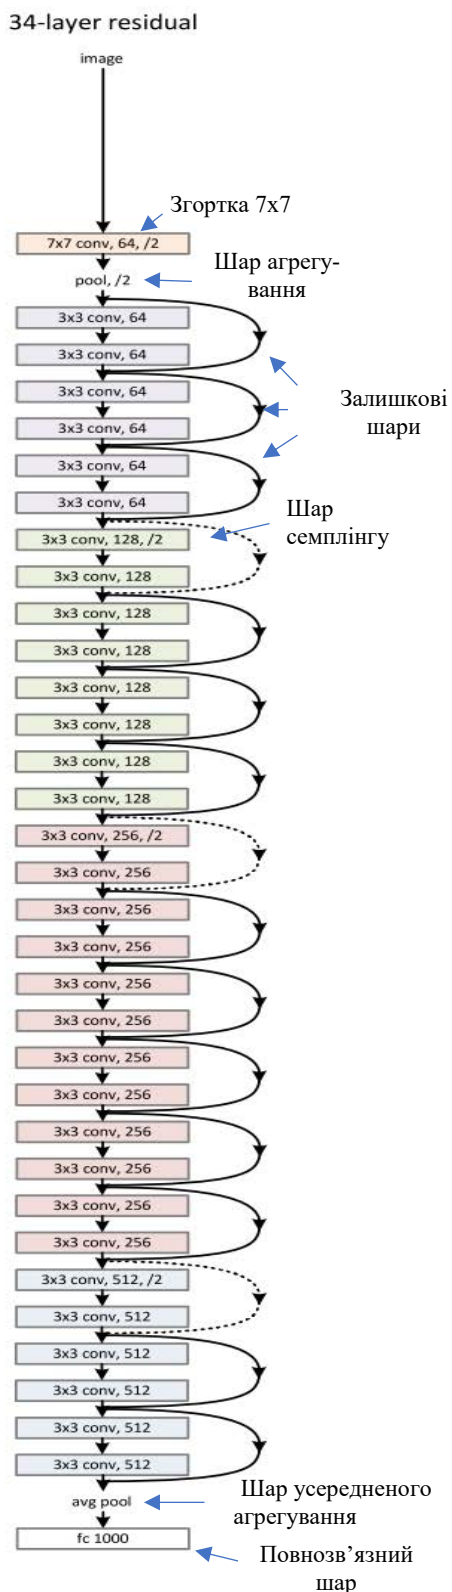 34-layer residual
image
Згортка 7х7
7x7 conv, 64, /2
Шар агрегу-
вання
pool, /2
3x3 conv, 64
3x3 conv, 64
3x3 conv, 64
Залишкові
шари
3x3 conv, 64
3x3 conv, 64
3x3 conv, 64
Шар
семплінгу
3x3 conv, 128, /2
3x3 conv, 128
3x3 conv, 128
3x3 conv, 128
3x3 conv, 128
3x3 conv, 128
3x3 conv, 128
3x3 conv, 128
3x3 conv, 256, /2
3x3 conv, 256
3x3 conv, 256
3x3 conv, 256
3x3 conv, 256
3x3 conv, 256
3x3 conv, 256
3x3 conv, 256
3x3 conv, 256
3x3 conv, 256
3x3 conv, 256
3x3 conv, 256
3x3 conv, 512, /2
3x3 conv, 512
3x3 conv, 512
3x3 conv, 512
3x3 conv, 512
3x3 conv, 512
Шар усередненого
агрегування
avg pool
fc 1000
Повнозв’язний
шар